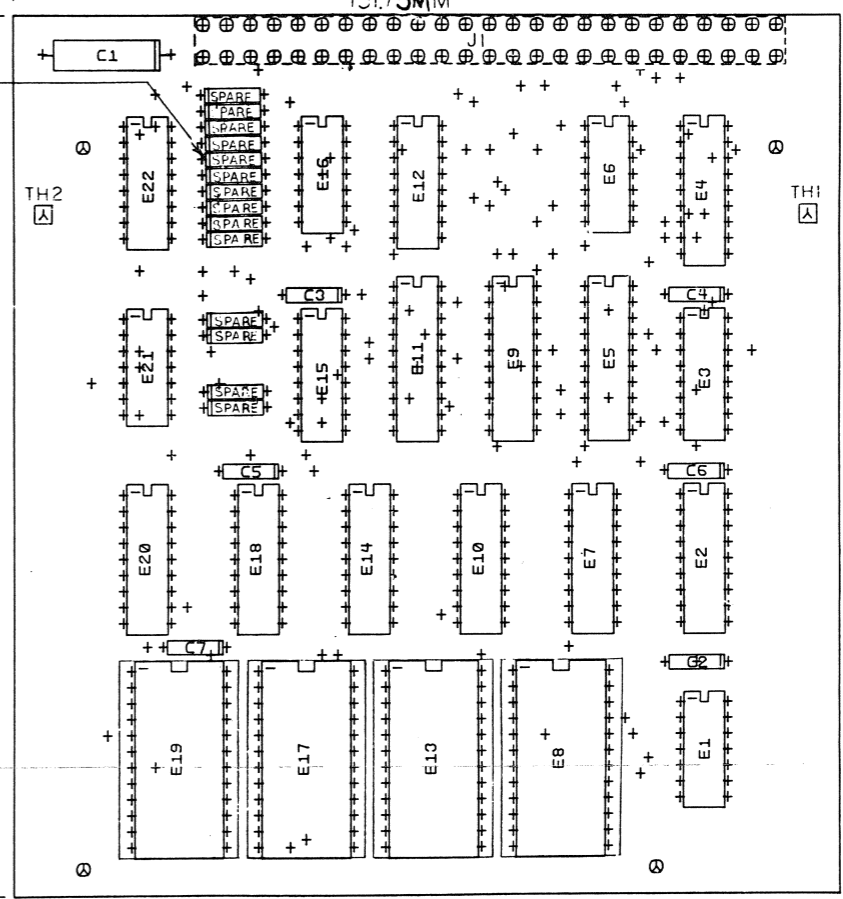 J1
C1
SPARE
PARE
SPARE
SPARE
SPARE
SPARE
SPARE
SPARE
SPARE
SPARE
E22
E16
E12
E6
E4
TH2
TH1
C3
C4
SPARE
SPARE
E21
E15
E11
E9
E5
E3
SPARE
SPARE
C5
C6
E20
E18
E14
E10
E7
E2
C7
C2
E19
E17
E13
E8
E1